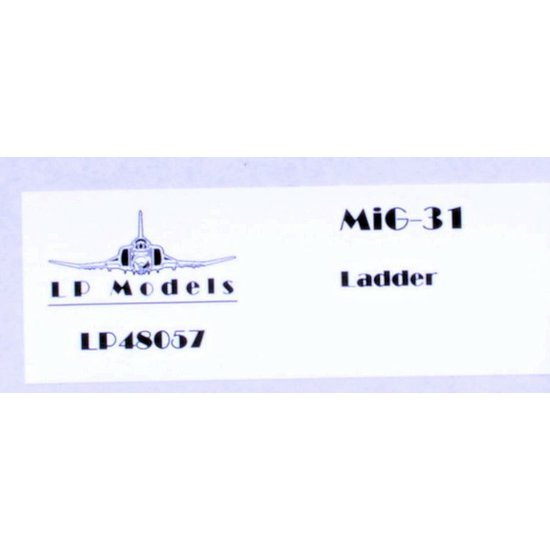 MiG-31
Ladder
LP Models
LP48057